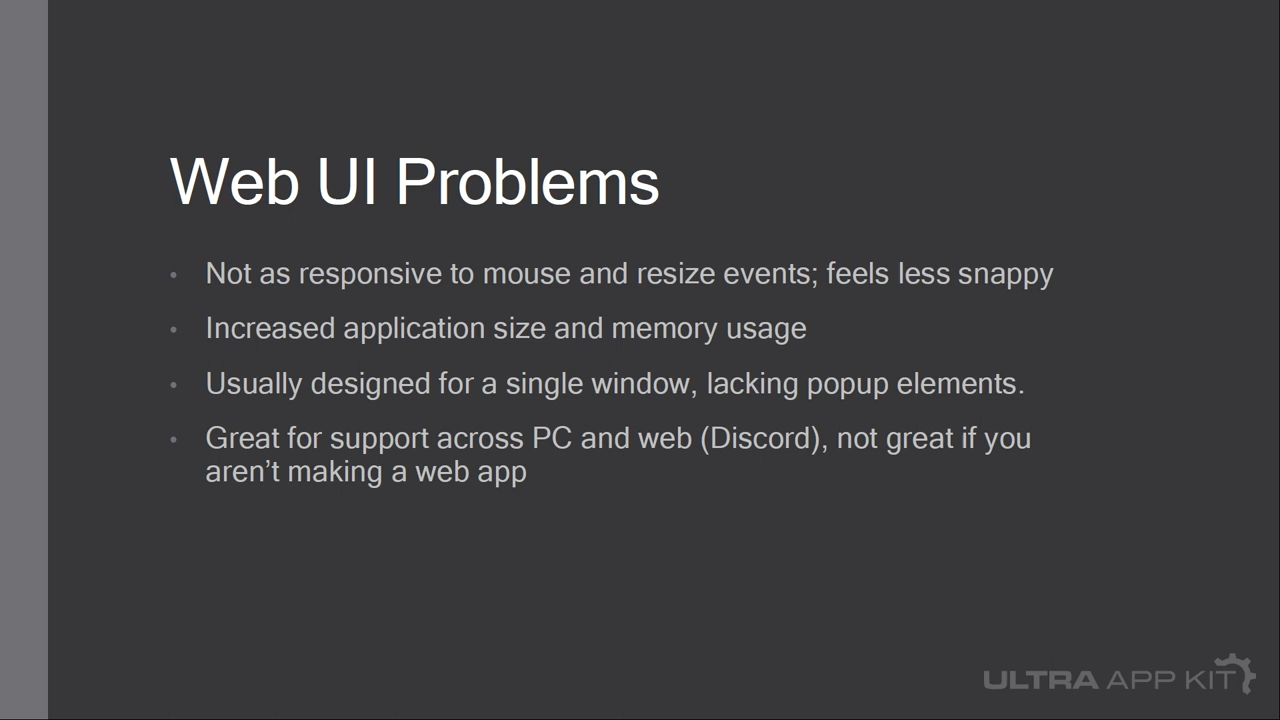 Web UI Problems
• Not as responsive to mouse and resize events; feels less snappy
• Increased application size and memory usage
• Usually designed for a single window, lacking popup elements.
• Great for support across PC and web (Discord), not great if you
aren’t making a web app
ULTRA APP KIT